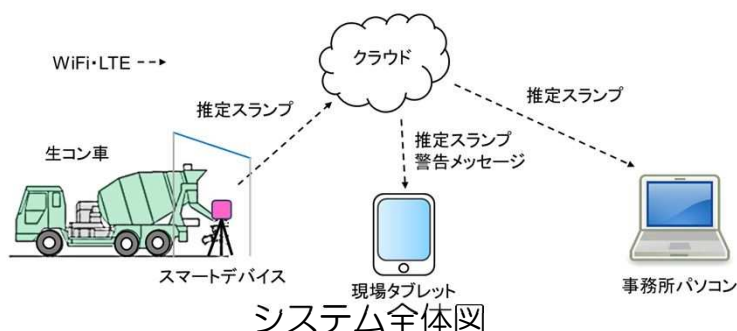 WiFi・LTE
クラウド
推定スランプ
推定スランプ
生コン車
推定スランプ
警告メッセージ
スマートデバイス
現場タブレット
事務所パソコン
システム全体図